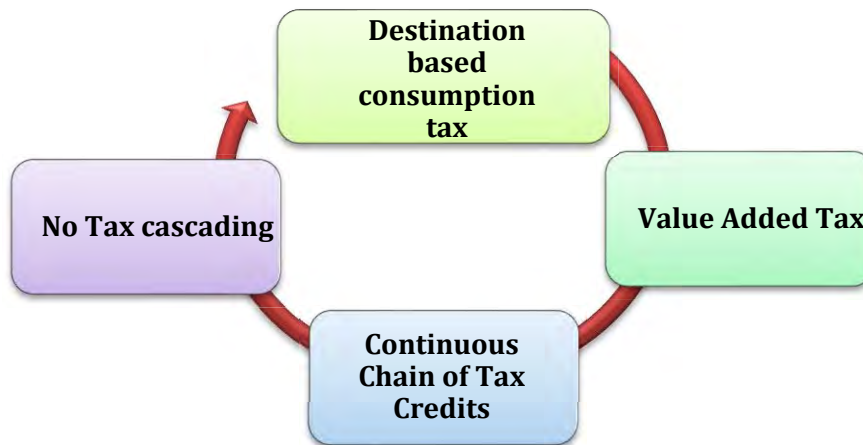 Destination
based
consumption
tax
Value Added Tax
Continuous
Chain of Tax
Credits
No Tax cascading